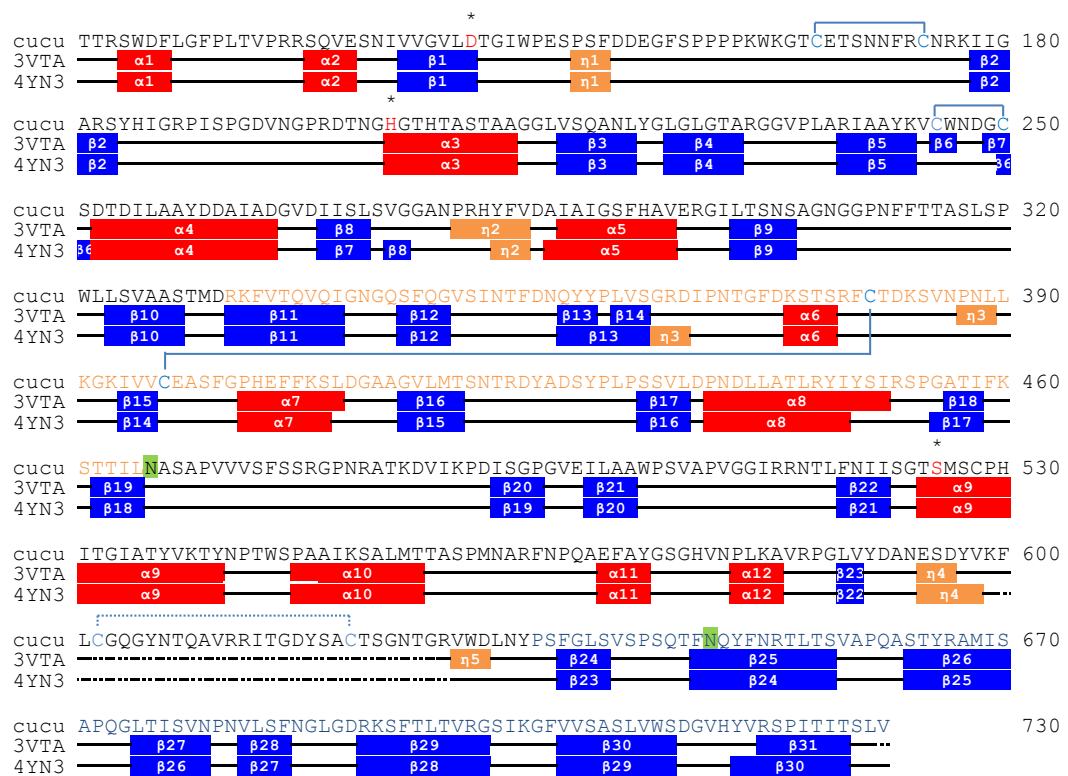 *
cucu TTRSWDFLGFPLTVPRRSQVESNIVVGVLDTGIWPESPSFDDEGFSPPPPKWKGTCETSNNFRCNRKIIG 180
3VTA α1 α2 β1 η1 β2
4YN3 α1 α2 β1 η1 β2
*
cucu ARSYHIGRPISPGDVNGPRDTNGHGTHTASTAAGGLVSQANLYGLGLGTARGGVPLARIAAYKVCWNDGC 250
3VTA β2 α3 β3 β4 β5 β6 β7
4YN3 β2 α3 β3 β4 β5 β6
cucu SDTDILAAYDDAIADGVDIISLSVGGANPRHYFVDAIAIGSFHAVERGILTSNSAGNGGPNFFTTASLSP 320
3VTA α4 β8 η2 α5 β9
4YN3 β6 α4 β7 β8 η2 α5 β9
cucu WLLSVAASTMDRKFVTQVQIGNGQSFQGVSINTFDNQYYPLVSGRDIPNTGFDKSTSRFCTDKSVNPNLL 390
3VTA β10 β11 β12 β13 β14 α6 η3
4YN3 β10 β11 β12 β13 η3 α6
cucu KGKIVVCEASFGPHEFFKSLDGAAGVLMTSNTRDYADSYPLPSSVLDPNDLLATLRYIYSIRSPGATIFK 460
3VTA β15 α7 β16 β17 α8 β18
4YN3 β14 α7 β15 β16 α8 β17
*
cucu STTILNASAPVVVSFSSRGPNRATKDVIKPDISGPGVEILAAWPSVAPVGGIRRNTLFNIISGTSMSCPH 530
3VTA β19 β20 β21 β22 α9
4YN3 β18 β19 β20 β21 α9
cucu ITGIATYVKTYNPTWSPAAIKSALMTTASPMNARFNPQAEFAYGSGHVNPLKAVRPGLVYDANESDYVKF 600
3VTA α9 α10 α11 α12 β23 η4
4YN3 α9 α10 α11 α12 β22 η4
cucu LCGQGYNTQAVRRITGDYSACTSGNTGRVWDLNYPSFGLSVSPSQTFNQYFNRTLTSVAPQASTYRAMIS 670
3VTA η5 β24 β25 β26
4YN3 β23 β24 β25
cucu APQGLTISVNPNVLSFNGLGDRKSFTLTVRGSIKGFVVSASLVWSDGVHYVRSPITITSLV 730
3VTA β27 β28 β29 β30 β31
4YN3 β26 β27 β28 β29 β30